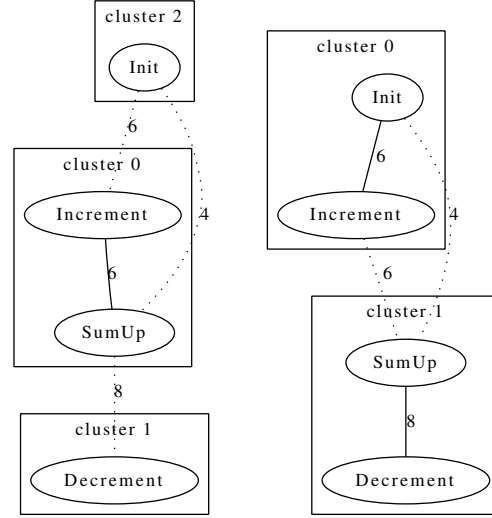 cluster 2
Init
6
cluster 0
Increment
4
6
SumUp
8
cluster 1
Decrement
cluster 0
Init
6
Increment
4
6
cluster 1
SumUp
8
Decrement